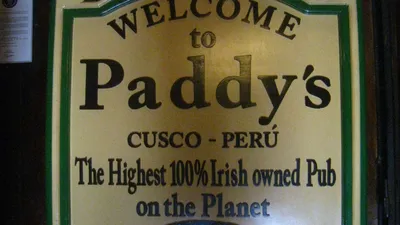 WELCOME
to
Paddy's
CUSCO - PERÚ
The Highest 100% Irish owned Pub
on the Planet